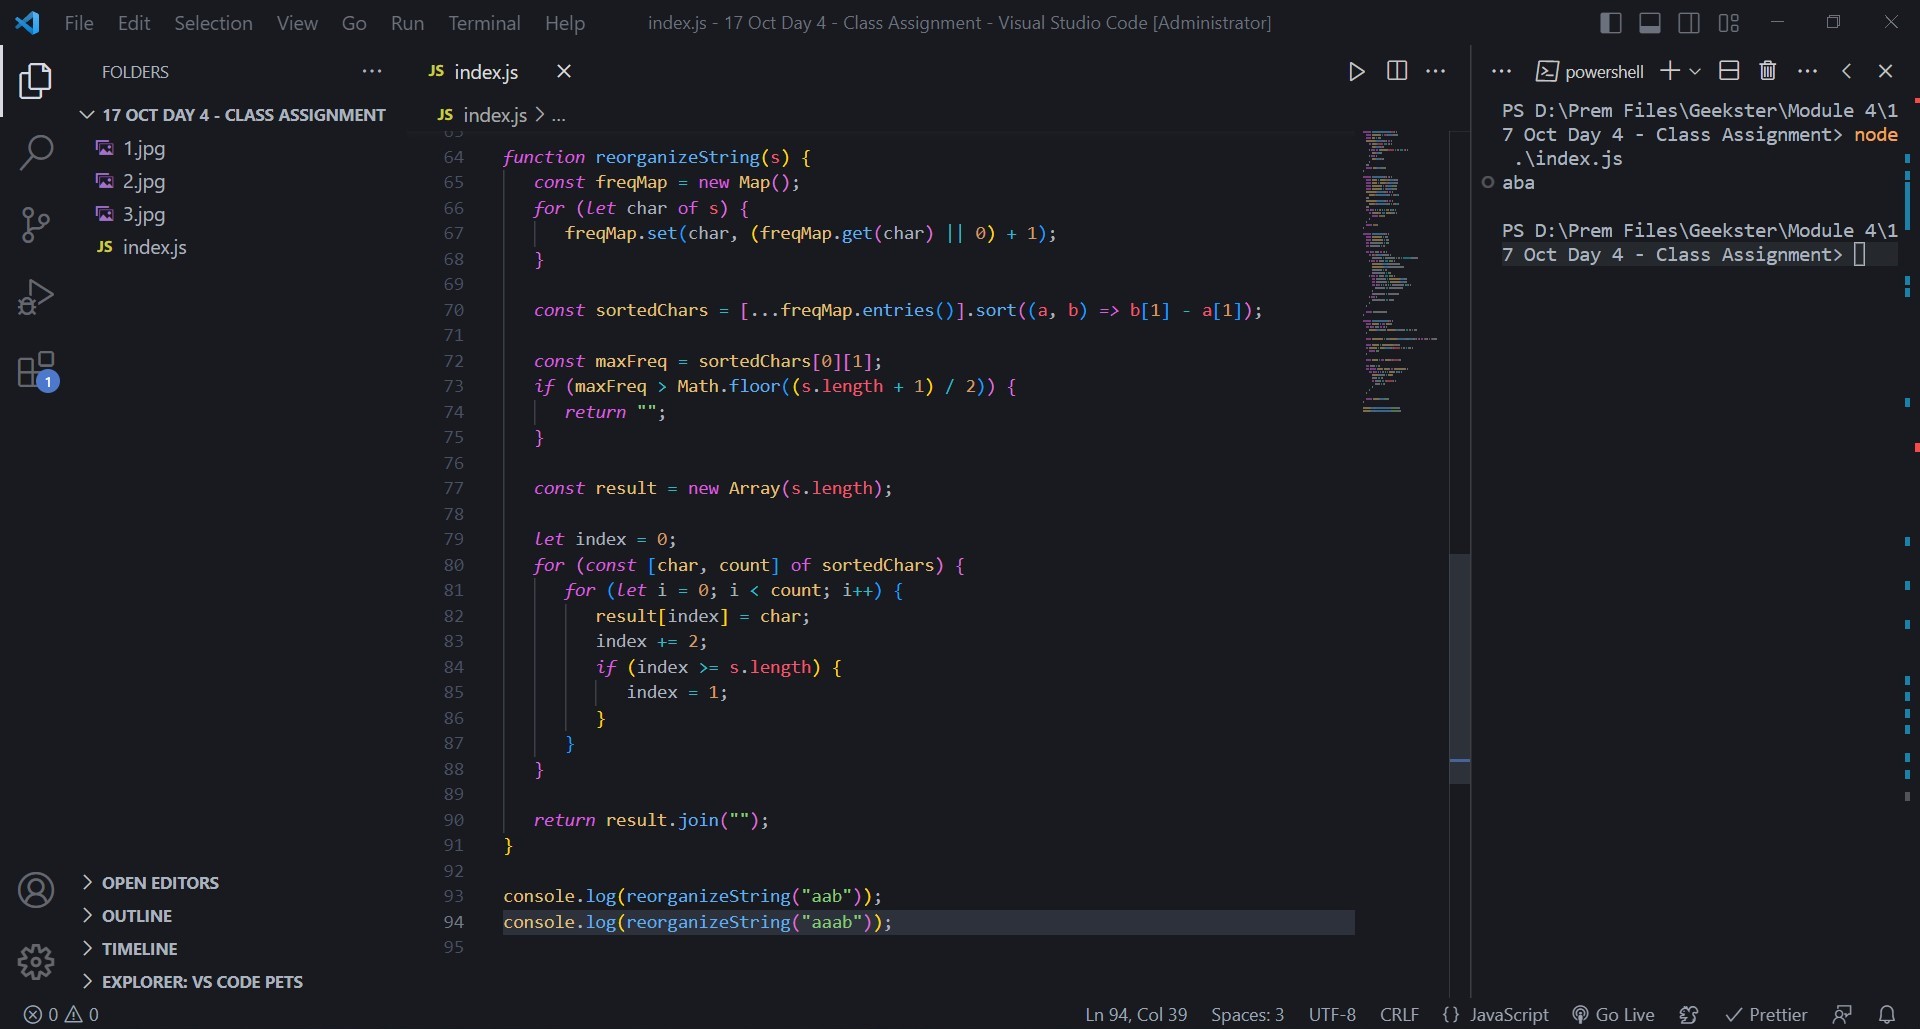 File Edit Selection View Go Run Terminal Help
index.js - 17 Oct Day 4 - Class Assignment - Visual Studio Code [Administrator]
FOLDERS
17 OCT DAY 4 - CLASS ASSIGNMENT
1.jpg
2.jpg
3.jpg
JS index.js
1
OPEN EDITORS
OUTLINE
TIMELINE
EXPLORER: VS CODE PETS
JS index.js
JS index.js > ...
64 function reorganizeString(s) {
65 const freqMap = new Map();
66 for (let char of s) {
67 freqMap.set(char, (freqMap.get(char) || 0) + 1);
68 }
69
70 const sortedChars = [...freqMap.entries()].sort((a, b) => b[1] - a[1]);
71
72 const maxFreq = sortedChars[0][1];
73 if (maxFreq > Math.floor((s.length + 1) / 2)) {
74 return "";
75 }
76
77 const result = new Array(s.length);
78
79 let index = 0;
80 for (const [char, count] of sortedChars) {
81 for (let i = 0; i < count; i++) {
82 result[index] = char;
83 index += 2;
84 if (index >= s.length) {
85 index = 1;
86 }
87 }
88 }
89
90 return result.join("");
91 }
92
93 console.log(reorganizeString("aab"));
94 console.log(reorganizeString("aaab"));
95
powershell
PS D:\Prem Files\Geekster\Module 4\1
7 Oct Day 4 - Class Assignment> node
.\index.js
aba
PS D:\Prem Files\Geekster\Module 4\1
7 Oct Day 4 - Class Assignment>
0 0
Ln 94, Col 39 Spaces: 3 UTF-8 CRLF {} JavaScript Go Live Prettier